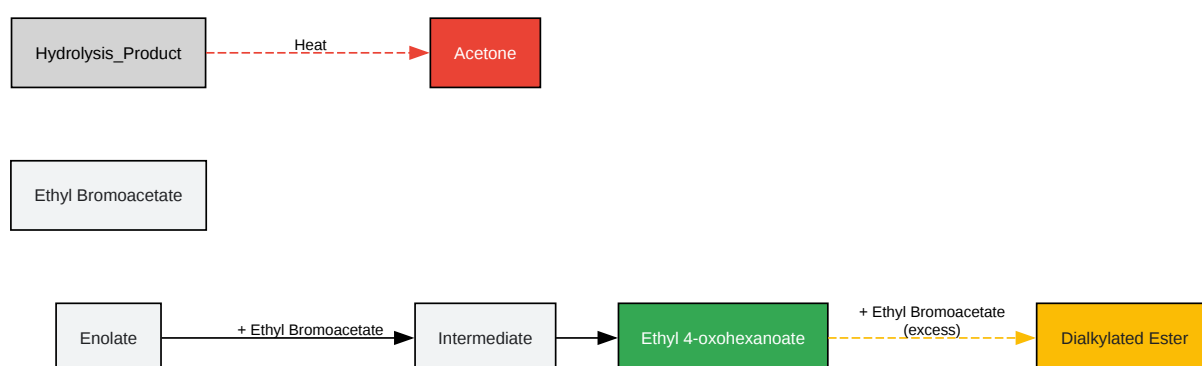 Hydrolysis_Product
Heat
Acetone
Ethyl Bromoacetate
Enolate
+ Ethyl Bromoacetate
Intermediate
Ethyl 4-oxohexanoate
+ Ethyl Bromoacetate
(excess)
Dialkylated Ester